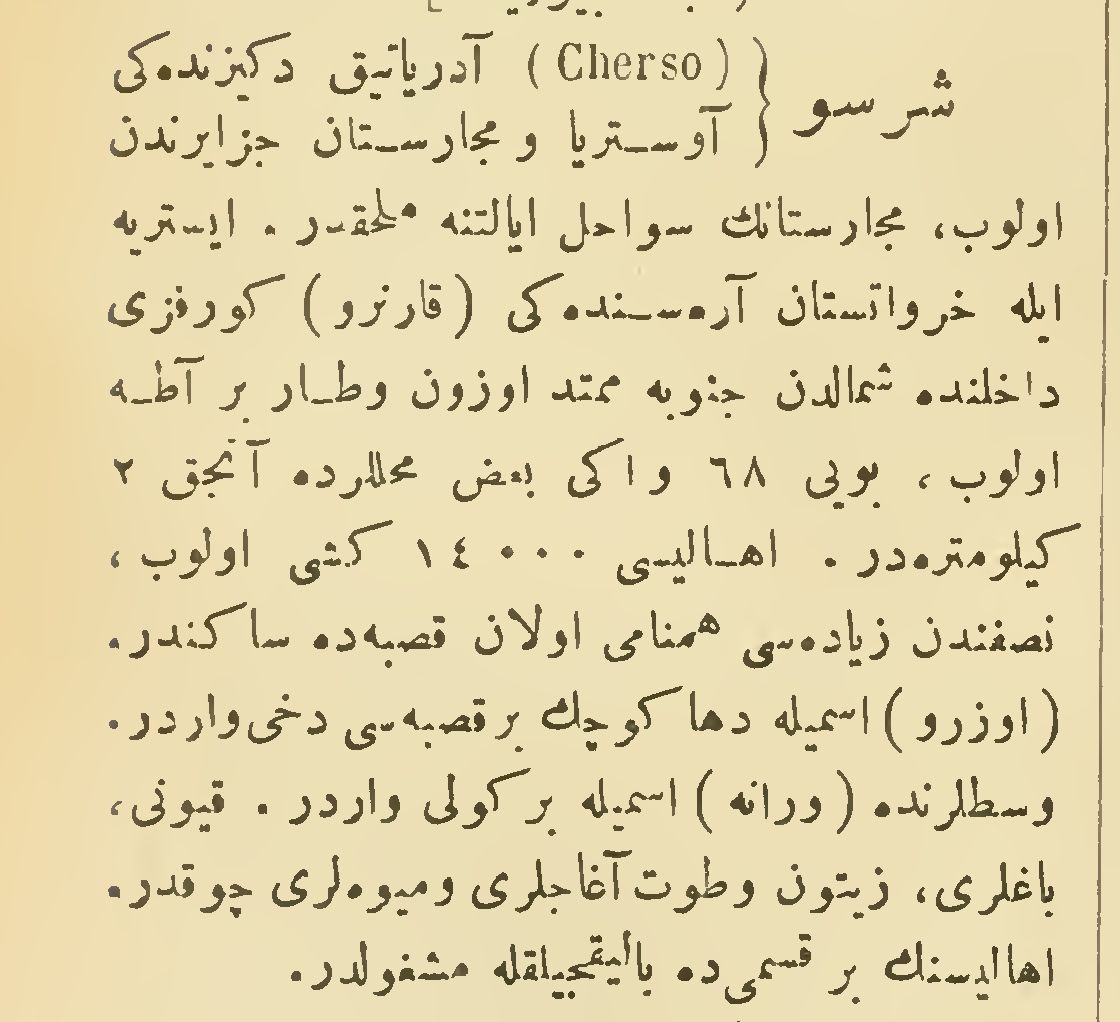 شرسو { (Cherso) آدریاتیق دکیزنده‌کی
آوستریا و مجارستان جزایرندن
اولوب، مجارستانك سواحل ایالتنه ملحقدر . ایستریه
ایله خرواتستان آره‌سنده‌کی (قارنرو) کورفزی
داخلنده شمالدن جنوبه ممتد اوزون وطار بر آطه
اولوب ، بویی ٦٨ و اکی بعض محللرده آنجق ٢
کیلومتره‌در . اهالیسی ١٤٠٠٠ کشی اولوب ،
نصفندن زیاده‌سی همنامی اولان قصبه‌ده ساکندر.
(اوزرو) اسمیله دها کوچك بر قصبه‌سی دخی واردر.
وسطلرنده (ورانه) اسمیله بر کولی واردر . قیونی،
باغلری، زیتون وطوت آغاجلری ومیوه‌لری چوقدر.
اهالیسنك بر قسمی‌ده بالیقجیلقله مشغولدر.